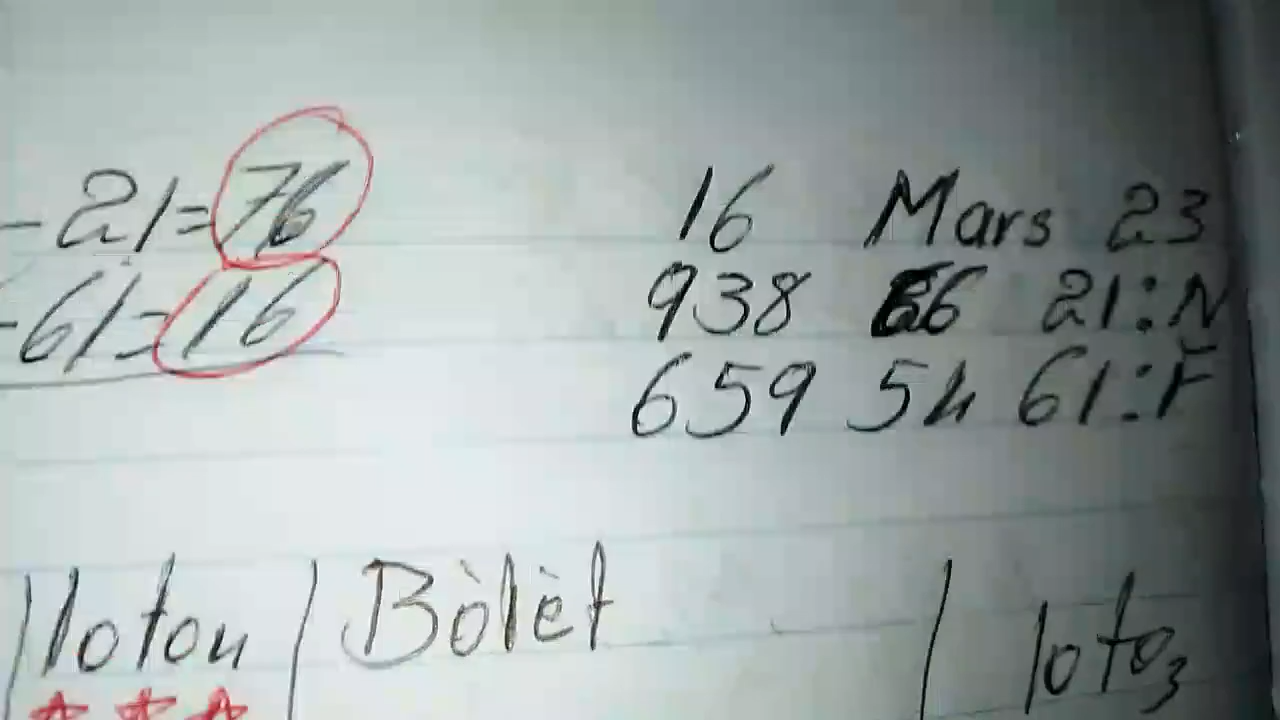 - 21 = 76
- 61 = 16
16 Mars 23
938 66 21 : N
659 54 61 : F
lotou | Bòlèt | loto3